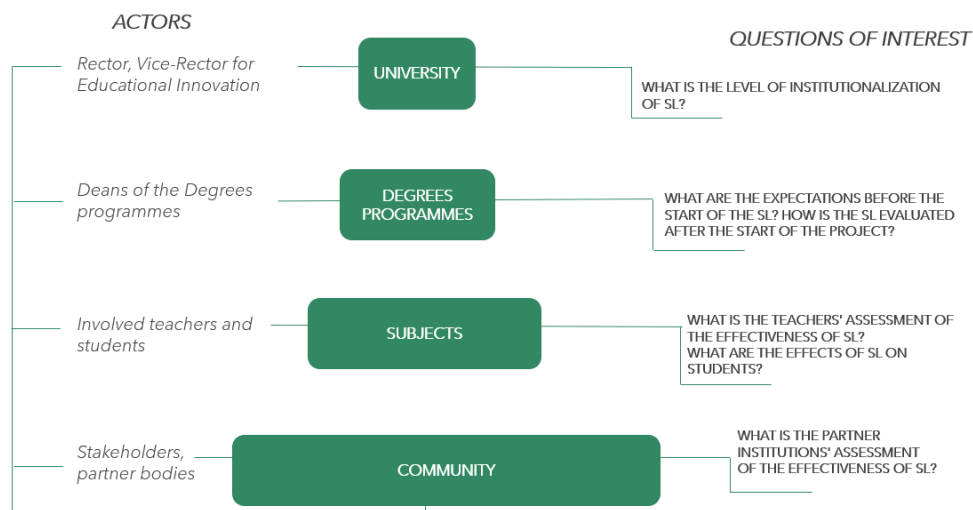 ACTORS
QUESTIONS OF INTEREST
Rector, Vice-Rector for
Educational Innovation
UNIVERSITY
WHAT IS THE LEVEL OF INSTITUTIONALIZATION
OF SL?
Deans of the Degrees
programmes
DEGREES
PROGRAMMES
WHAT ARE THE EXPECTATIONS BEFORE THE
START OF THE SL? HOW IS THE SL EVALUATED
AFTER THE START OF THE PROJECT?
Involved teachers and
students
SUBJECTS
WHAT IS THE TEACHERS' ASSESSMENT OF
THE EFFECTIVENESS OF SL?
WHAT ARE THE EFFECTS OF SL ON
STUDENTS?
Stakeholders,
partner bodies
COMMUNITY
WHAT IS THE PARTNER
INSTITUTIONS' ASSESSMENT
OF THE EFFECTIVENESS OF SL?